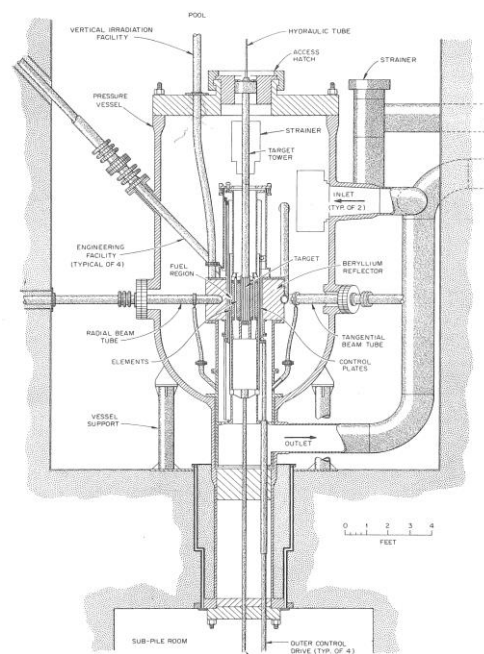 POOL
VERTICAL IRRADIATION
FACILITY
HYDRAULIC TUBE
ACCESS
HATCH
STRAINER
PRESSURE
VESSEL
STRAINER
TARGET
TOWER
INLET
(TYP. OF 2)
ENGINEERING
FACILITY
(TYPICAL OF 4)
FUEL
REGION
TARGET
BERYLLIUM
REFLECTOR
RADIAL BEAM
TUBE
TANGENTIAL
BEAM TUBE
ELEMENTS
CONTROL
PLATES
VESSEL
SUPPORT
OUTLET
0 1 2 3 4
FEET
SUB-PILE ROOM
OUTER CONTROL
DRIVE (TYP. OF 4)